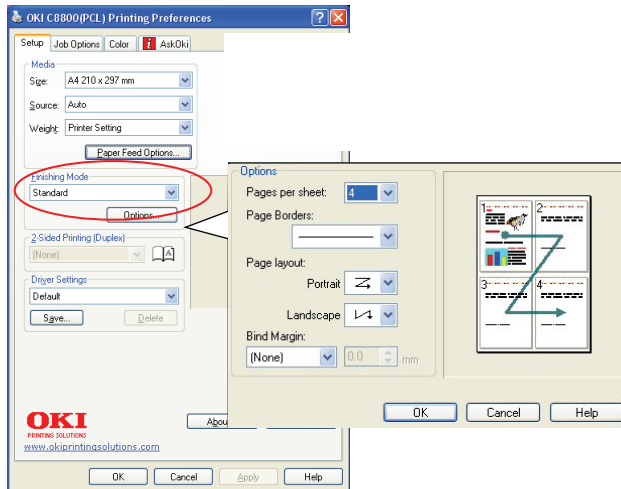 OKI C8800(PCL) Printing Preferences
Setup Job Options Color i AskOki
Media
Size: A4 210 x 297 mm
Source: Auto
Weight: Printer Setting
Paper Feed Options...
Finishing Mode
Standard
Options...
2-Sided Printing (Duplex)
(None) A
Driver Settings
Default
Save... Delete
OKI
PRINTING SOLUTIONS
www.okiprintingsolutions.com
Abou
OK Cancel Apply Help
Options
Pages per sheet: 4
Page Borders:
Page layout:
Portrait
Landscape
Bind Margin:
(None) 0.0 mm
1 2
3 4
OK Cancel Help